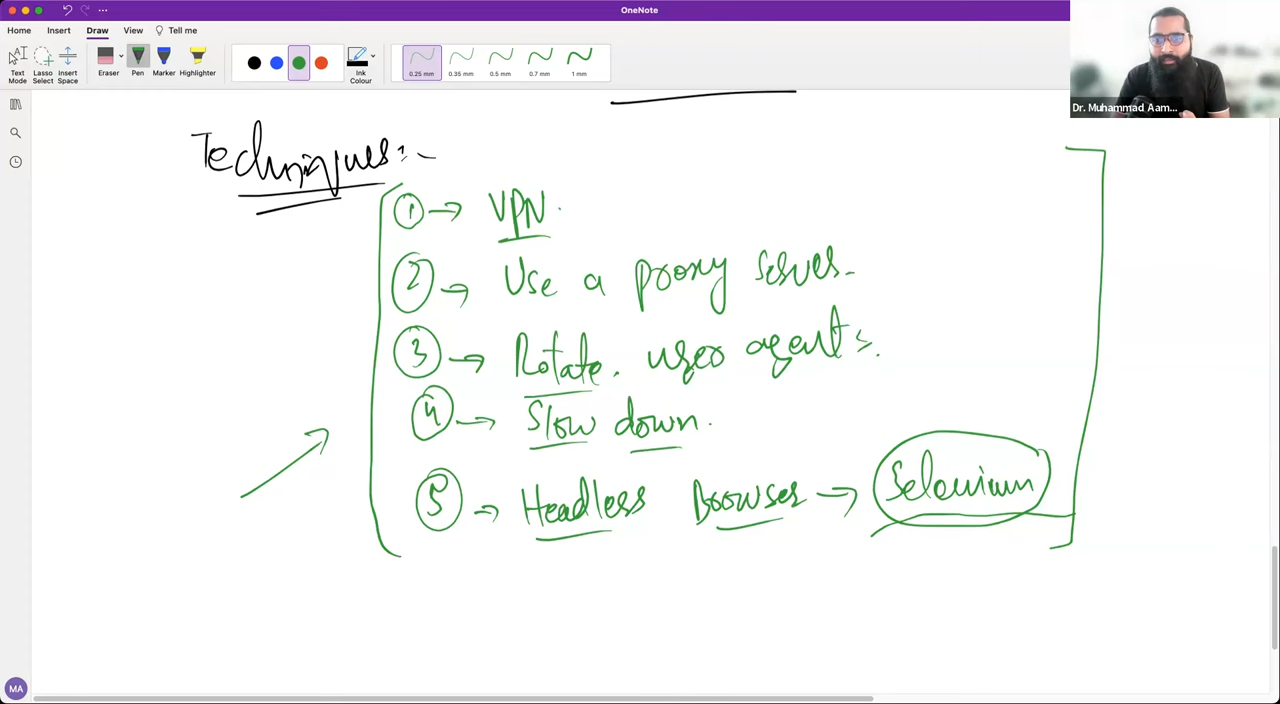 OneNote
Home Insert Draw View Tell me
Text Mode Lasso Select Insert Space Eraser Pen Marker Highlighter Ink Colour 0.25 mm 0.35 mm 0.5 mm 0.7 mm 1 mm
Dr. Muhammad Aam...
Techniques:-
1 → VPN.
2 → Use a proxy server.
3 → Rotate. user agents.
4 → Slow down.
5 → Headless Browser → Selenium
MA